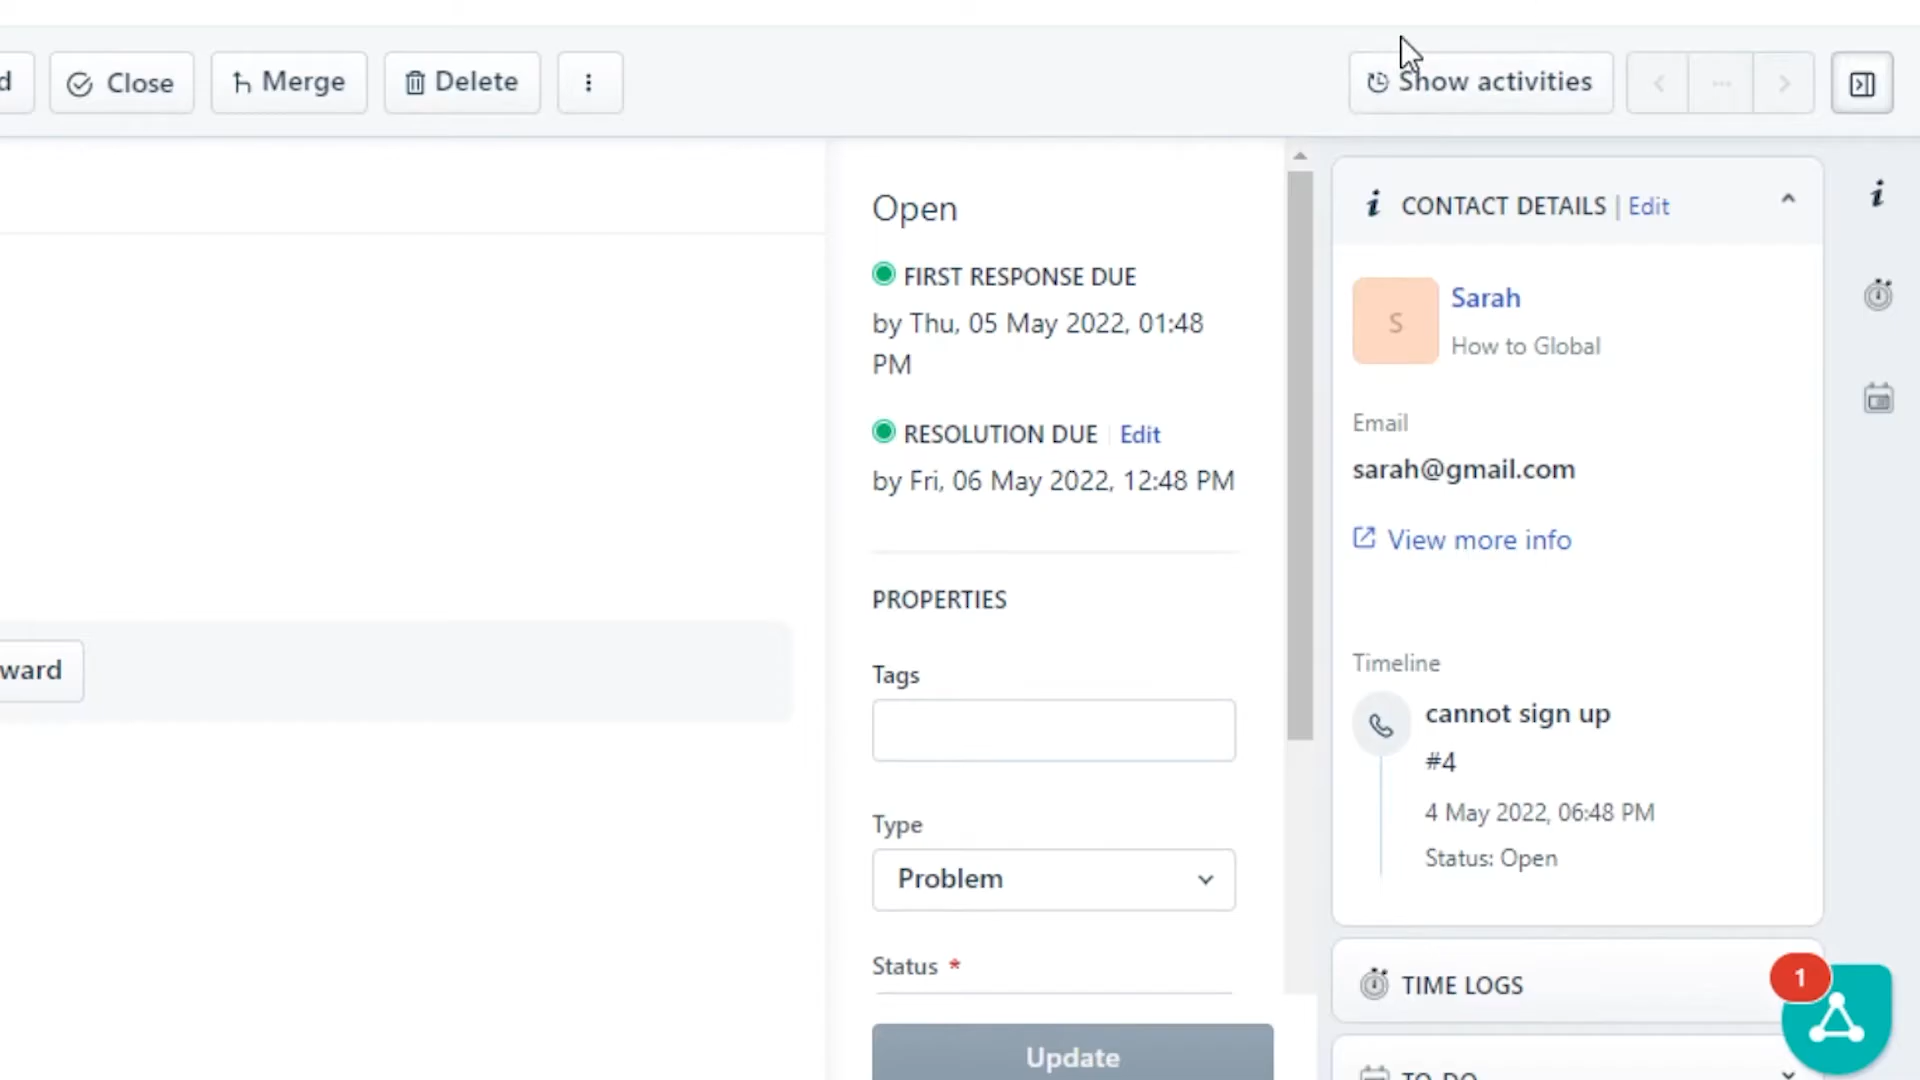 d
Close
Merge
Delete
Show activities
Open
FIRST RESPONSE DUE
by Thu, 05 May 2022, 01:48
PM
RESOLUTION DUE | Edit
by Fri, 06 May 2022, 12:48 PM
PROPERTIES
Tags
Type
Problem
Status *
Update
ward
CONTACT DETAILS | Edit
S
Sarah
How to Global
Email
sarah@gmail.com
View more info
Timeline
cannot sign up
#4
4 May 2022, 06:48 PM
Status: Open
TIME LOGS
1
TO-DO